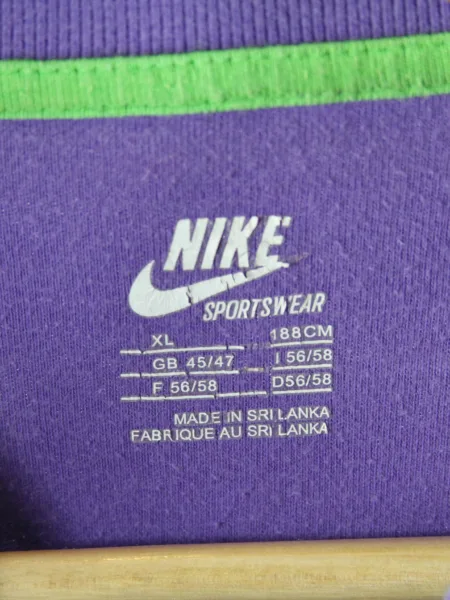 NIKE
SPORTSWEAR
XL 188CM
GB 45/47 I 56/58
F 56/58 D56/58
MADE IN SRI LANKA
FABRIQUE AU SRI LANKA